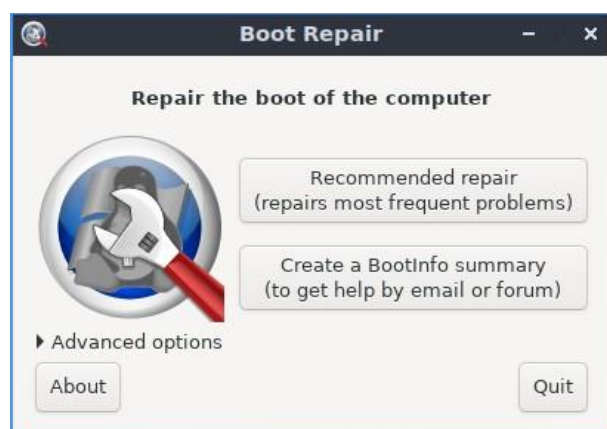 Boot Repair
Repair the boot of the computer
Recommended repair
(repairs most frequent problems)
Create a BootInfo summary
(to get help by email or forum)
Advanced options
About
Quit